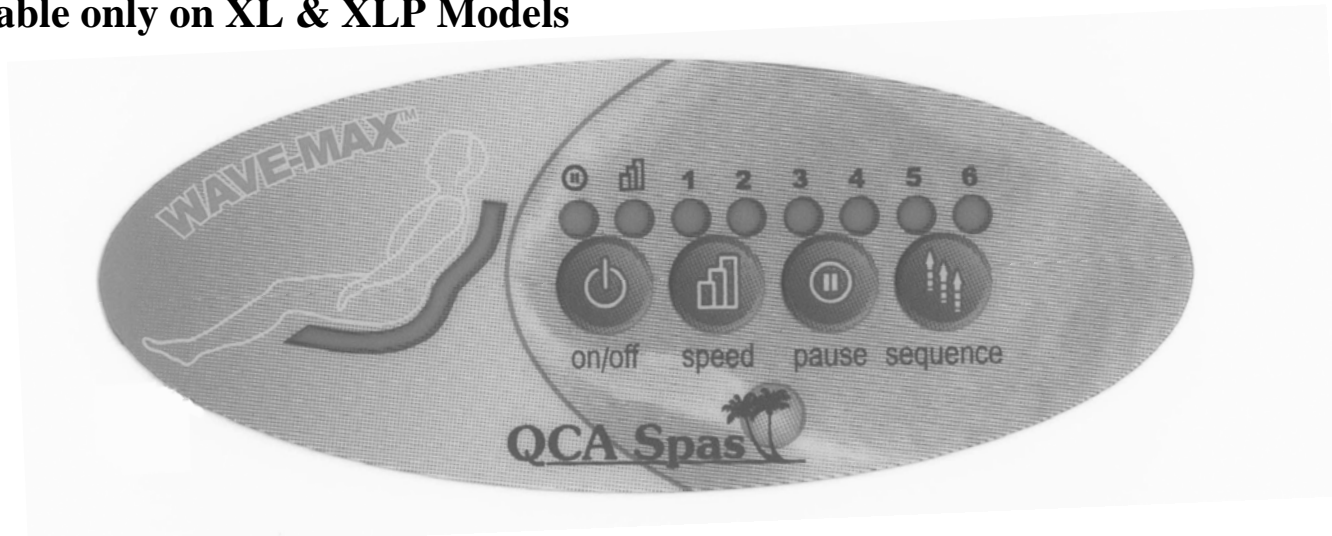 able only on XL & XLP Models
WAVE-MAX™
1 2 3 4 5 6
on/off speed pause sequence
QCA Spas